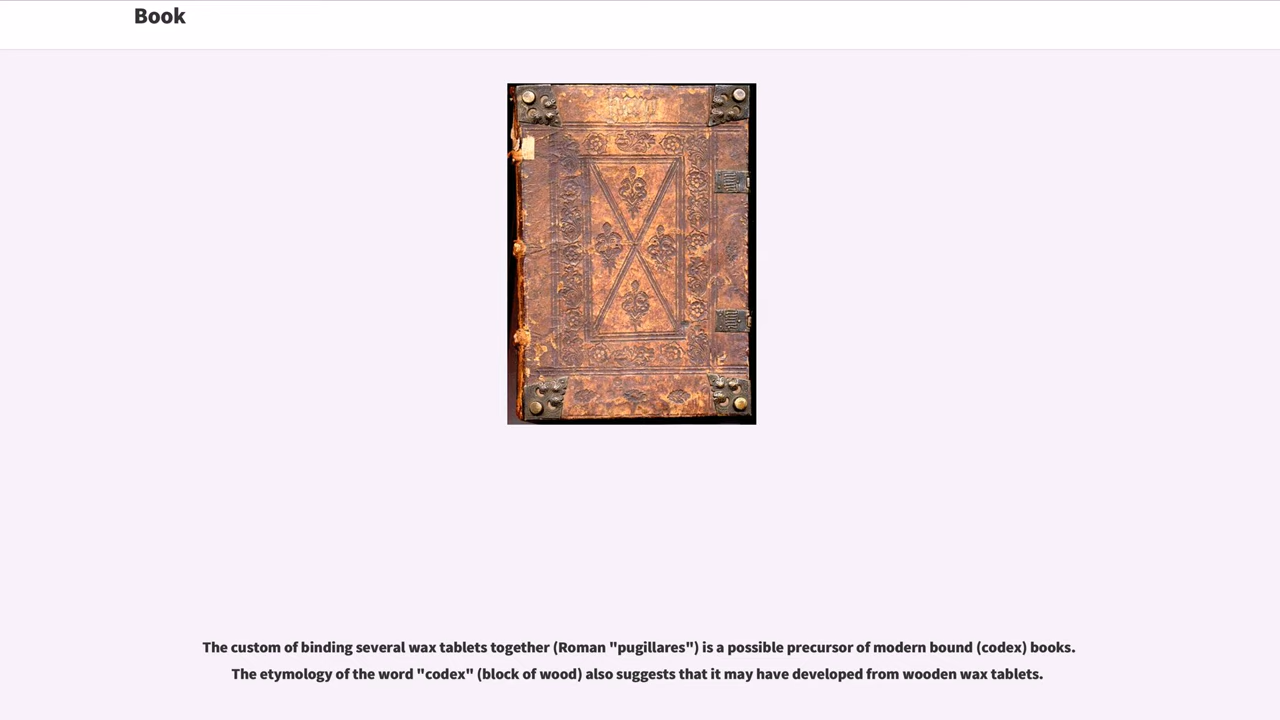 Book
The custom of binding several wax tablets together (Roman "pugillares") is a possible precursor of modern bound (codex) books.
The etymology of the word "codex" (block of wood) also suggests that it may have developed from wooden wax tablets.